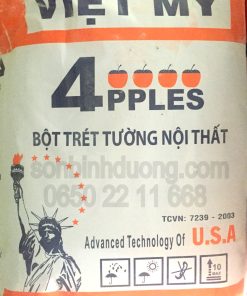 VIỆT MỸ
4PPLES
BỘT TRÉT TƯỜNG NỘI THẤT
sonbinhduong.com
0650 22 11 668
TCVN: 7239 - 2003
Advanced Technology Of U.S.A
10